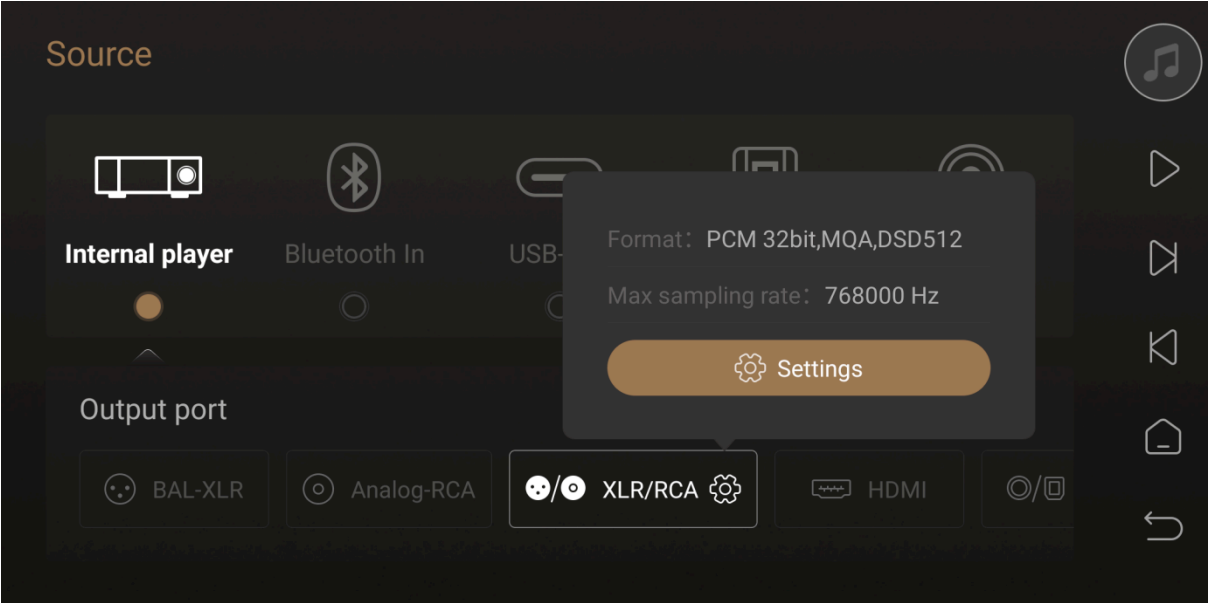 Source
Internal player
Bluetooth In
USB-
Format： PCM 32bit,MQA,DSD512
Max sampling rate： 768000 Hz
Settings
Output port
BAL-XLR
Analog-RCA
/
XLR/RCA
HDMI
/